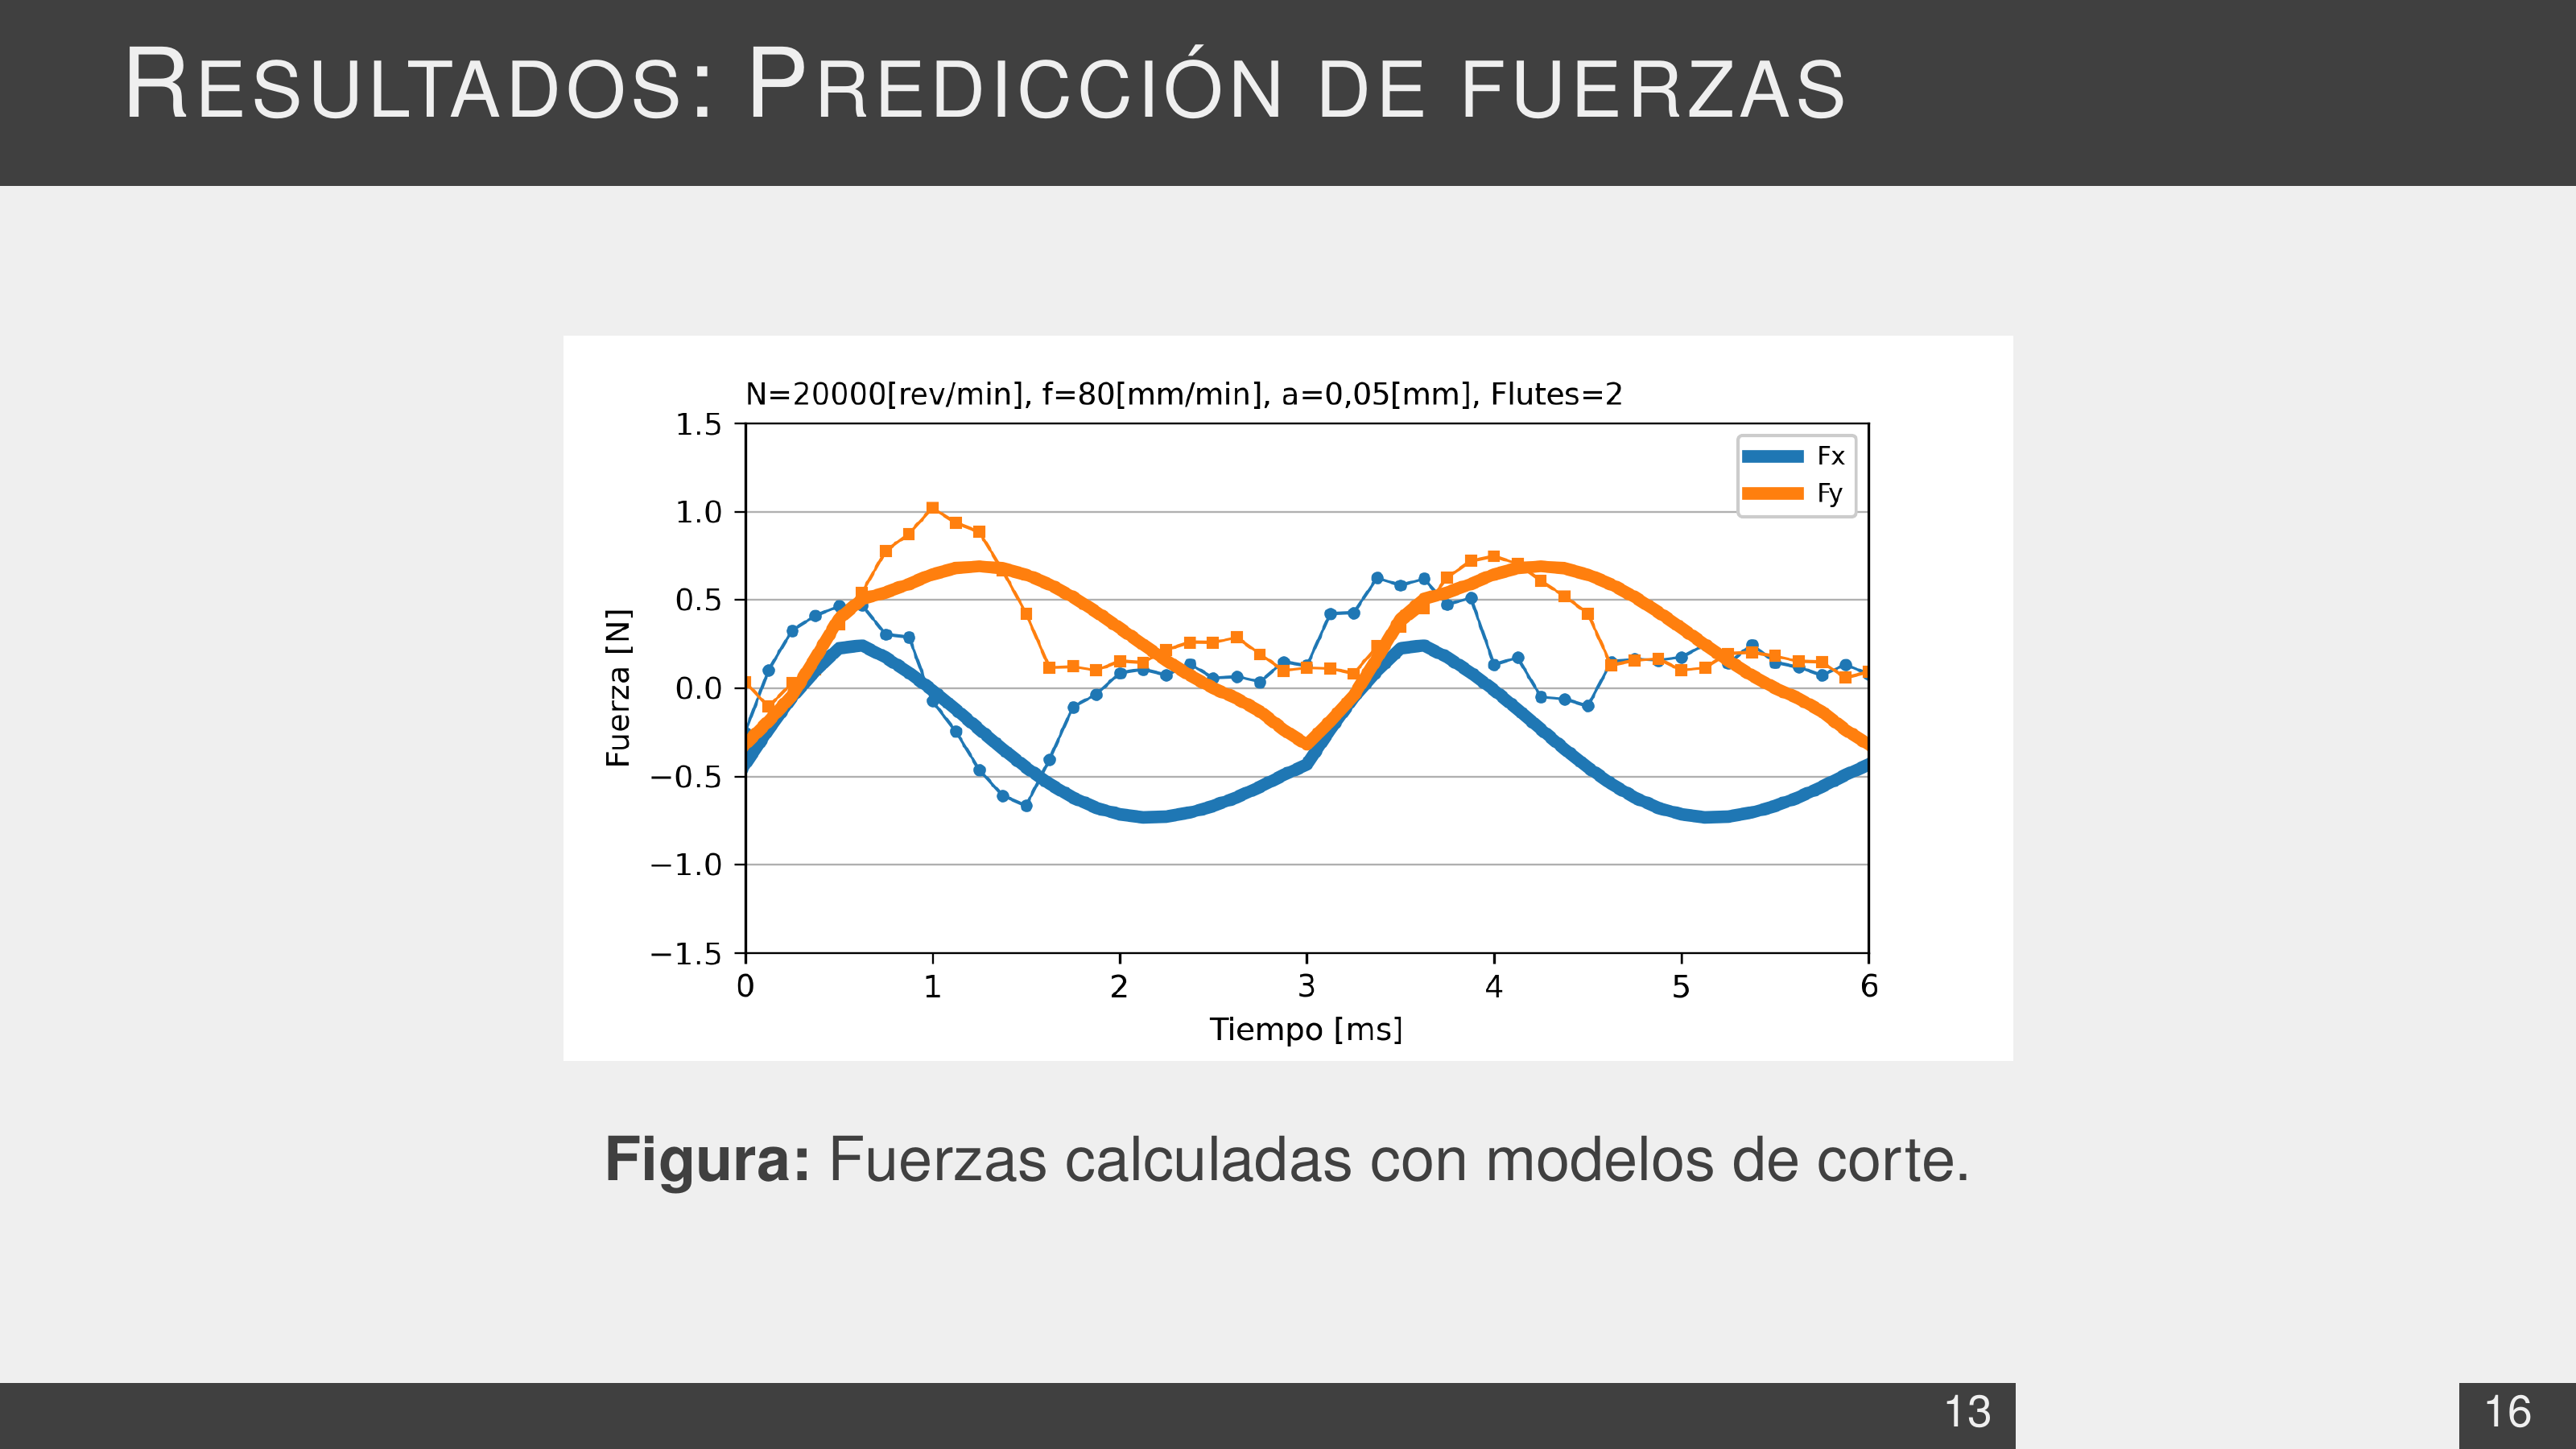 RESULTADOS: PREDICCIÓN DE FUERZAS
N=20000[rev/min], f=80[mm/min], a=0,05[mm], Flutes=2
1.5
1.0
0.5
0.0
−0.5
−1.0
−1.5
Fuerza [N]
Fx
Fy
0 1 2 3 4 5 6
Tiempo [ms]
Figura: Fuerzas calculadas con modelos de corte.
13 16